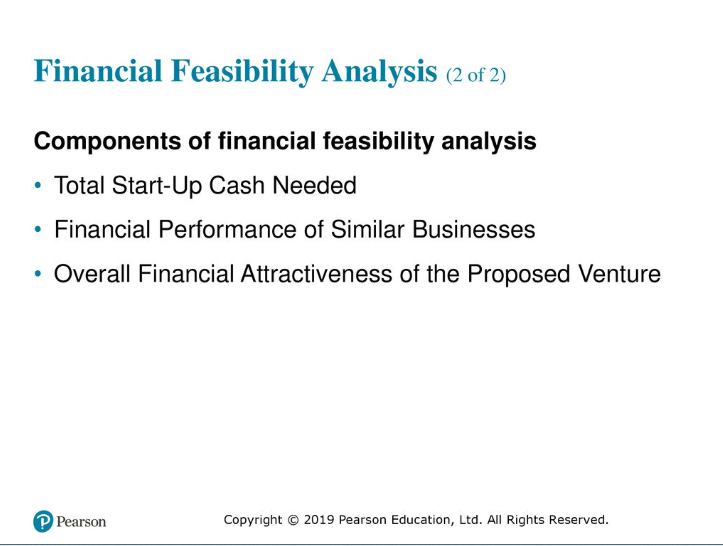 Financial Feasibility Analysis (2 of 2)
Components of financial feasibility analysis
• Total Start-Up Cash Needed
• Financial Performance of Similar Businesses
• Overall Financial Attractiveness of the Proposed Venture
P Pearson
Copyright © 2019 Pearson Education, Ltd. All Rights Reserved.